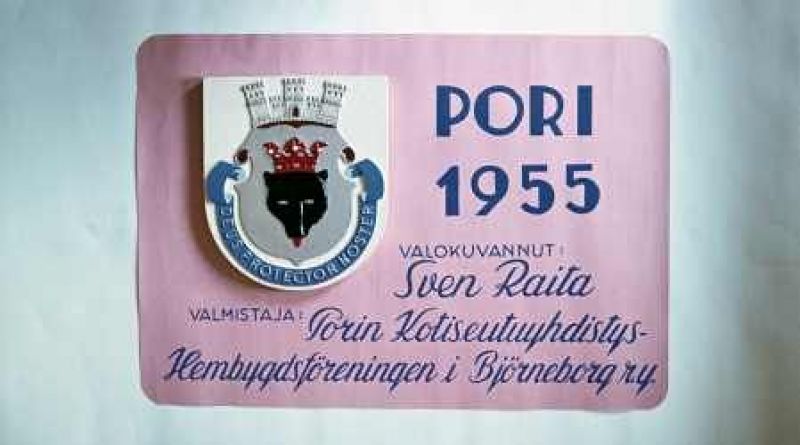 PORI
1955
DEUS PROTECTOR NOSTER
VALOKUVANNUT:
Sven Raita
VALMISTAJA: Porin Kotiseutuyhdistys-
Hembygdsföreningen i Björneborg r.y.